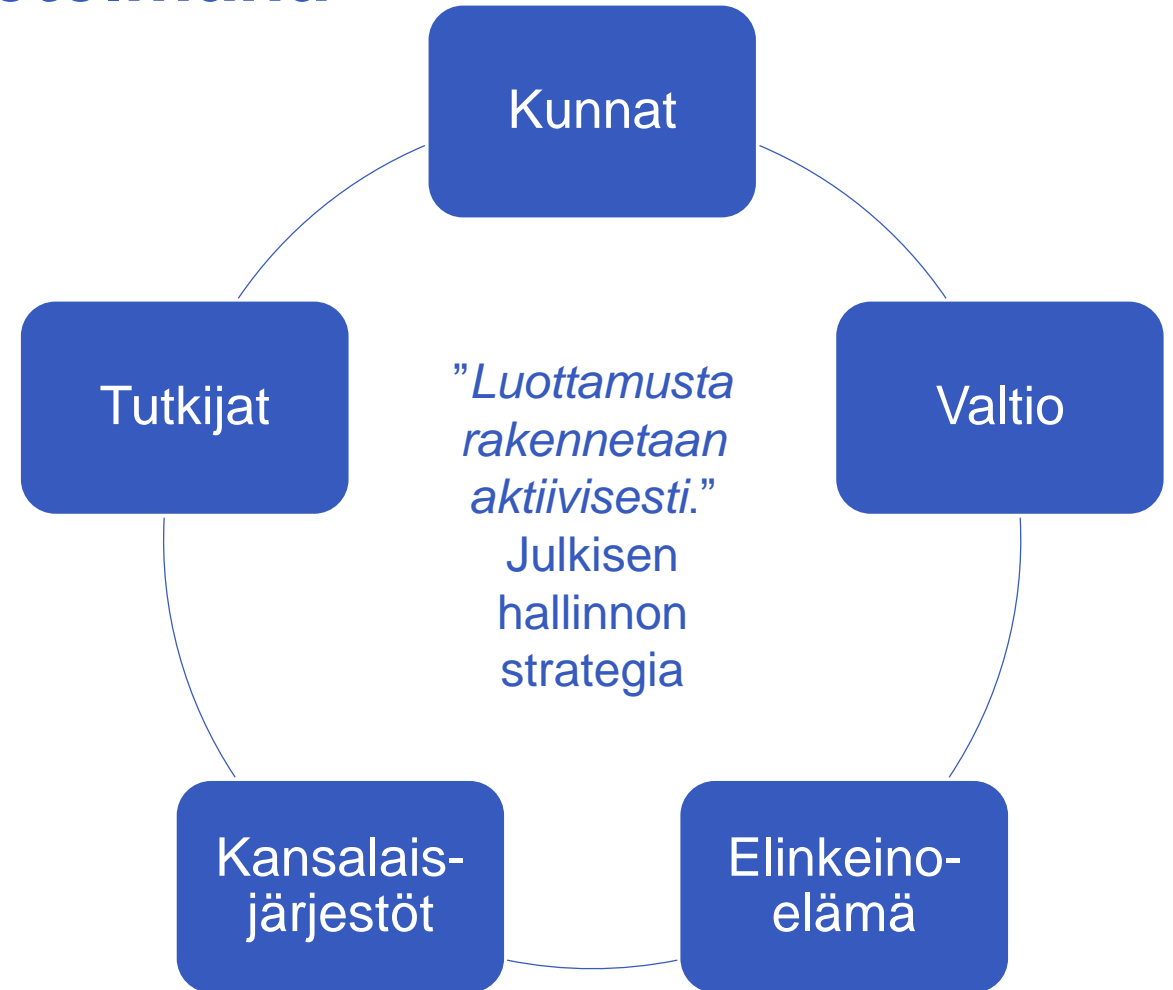 Kunnat
Valtio
Elinkeino-
elämä
Kansalais-
järjestöt
Tutkijat
”Luottamusta
rakennetaan
aktiivisesti.”
Julkisen
hallinnon
strategia